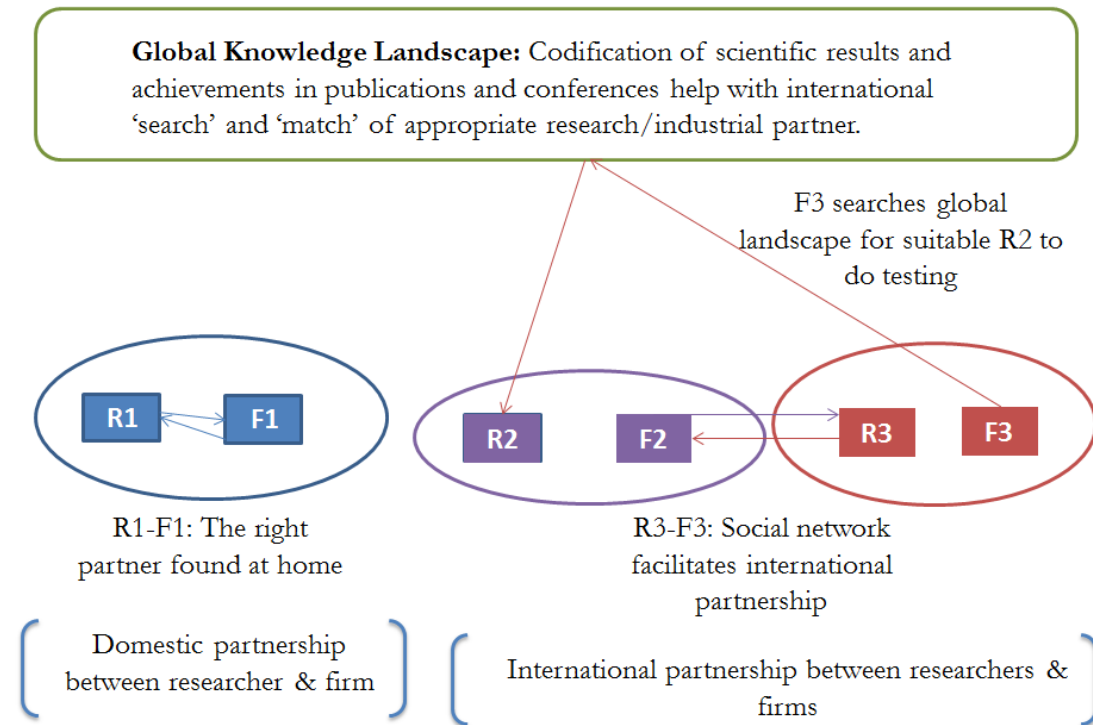 Global Knowledge Landscape: Codification of scientific results and
achievements in publications and conferences help with international
‘search’ and ‘match’ of appropriate research/industrial partner.
F3 searches global
landscape for suitable R2 to
do testing
R1
F1
R2
F2
R3
F3
R1-F1: The right
partner found at home
R3-F3: Social network
facilitates international
partnership
Domestic partnership
between researcher & firm
International partnership between researchers &
firms